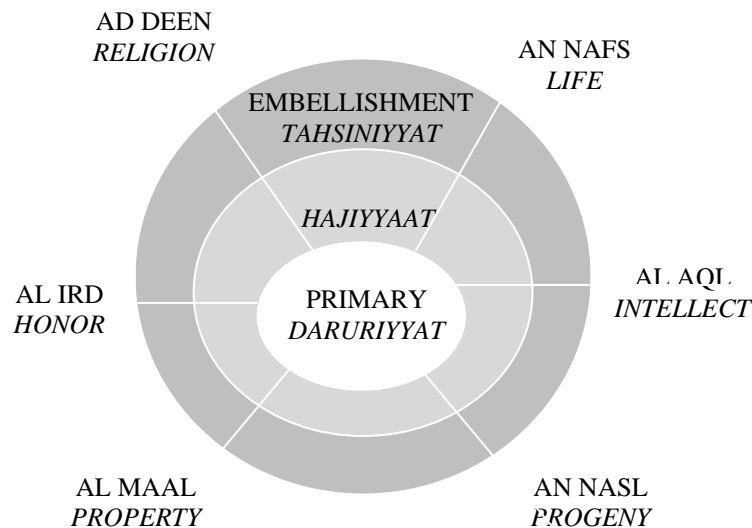 AD DEEN
RELIGION
AN NAFS
LIFE
EMBELLISHMENT
TAHSINIYYAT
HAJIYYAAT
AL IRD
HONOR
PRIMARY
DARURIYYAT
AL AQL
INTELLECT
AL MAAL
PROPERTY
AN NASL
PROGENY